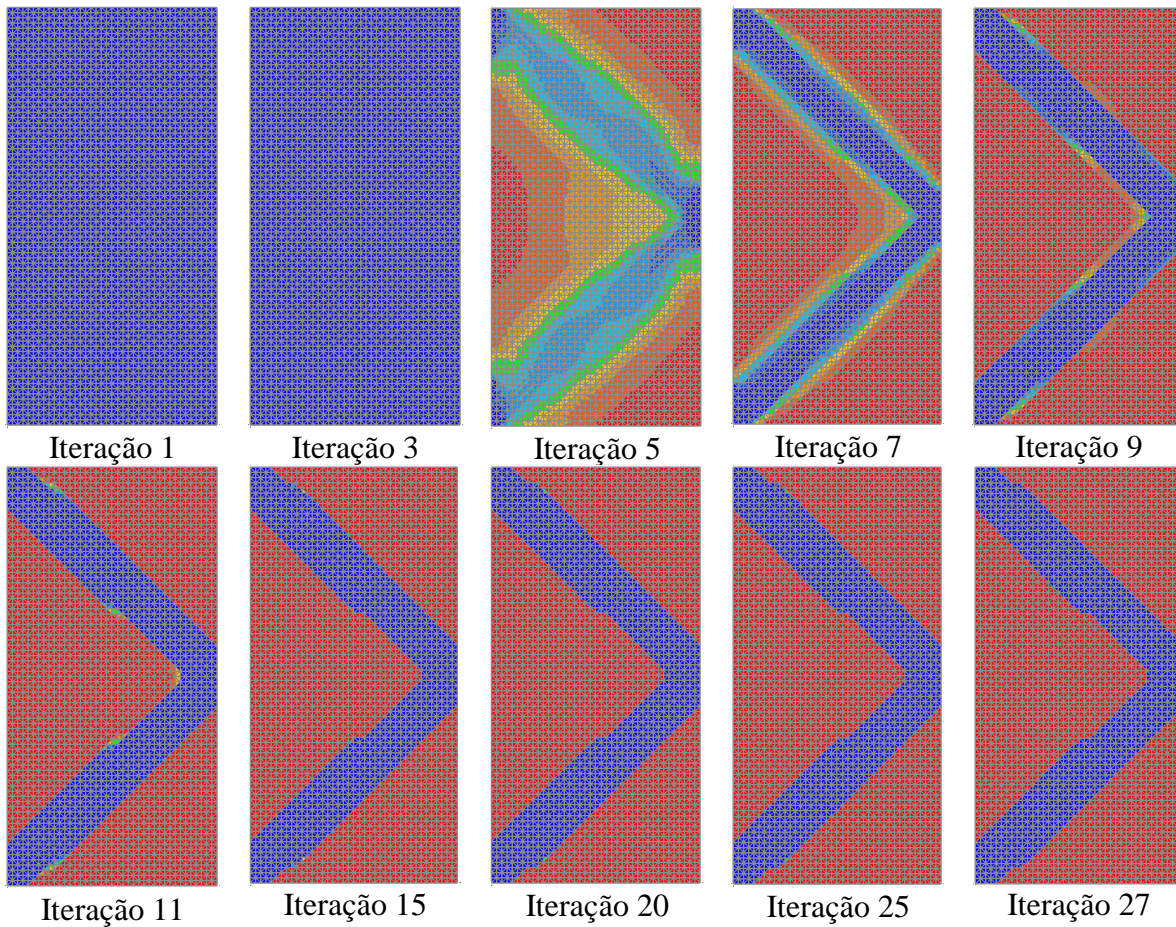 Iteração 1
Iteração 3
Iteração 5
Iteração 7
Iteração 9
Iteração 11
Iteração 15
Iteração 20
Iteração 25
Iteração 27